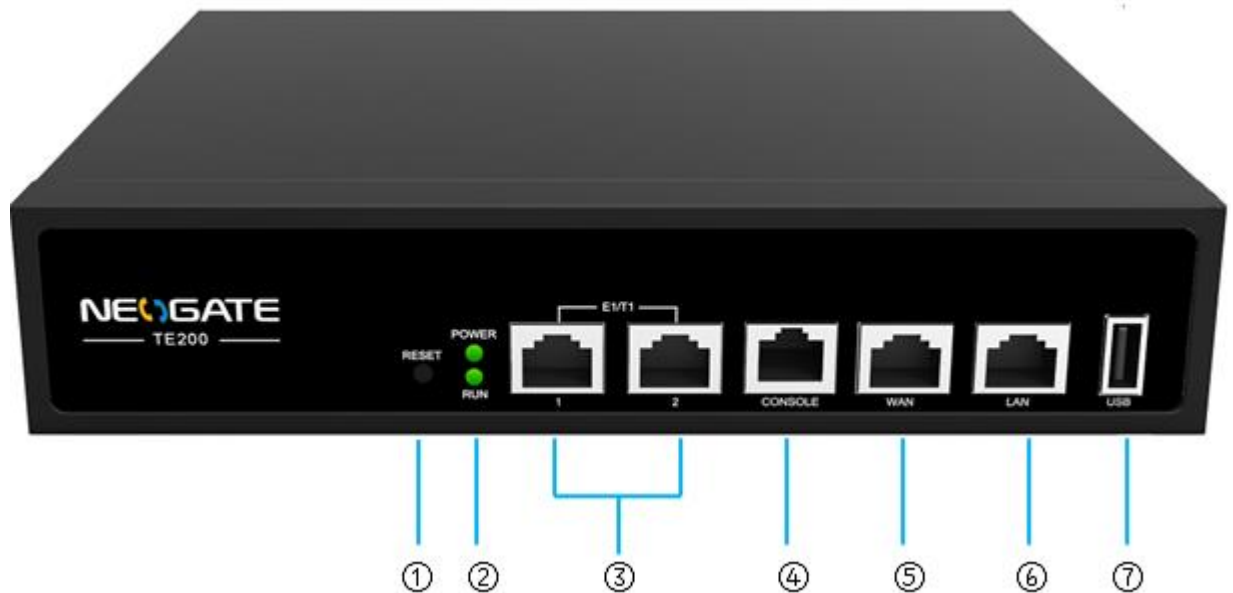 NEOGATE
TE200
RESET
POWER
RUN
E1/T1
1
2
CONSOLE
WAN
LAN
USB
① ② ③ ④ ⑤ ⑥ ⑦